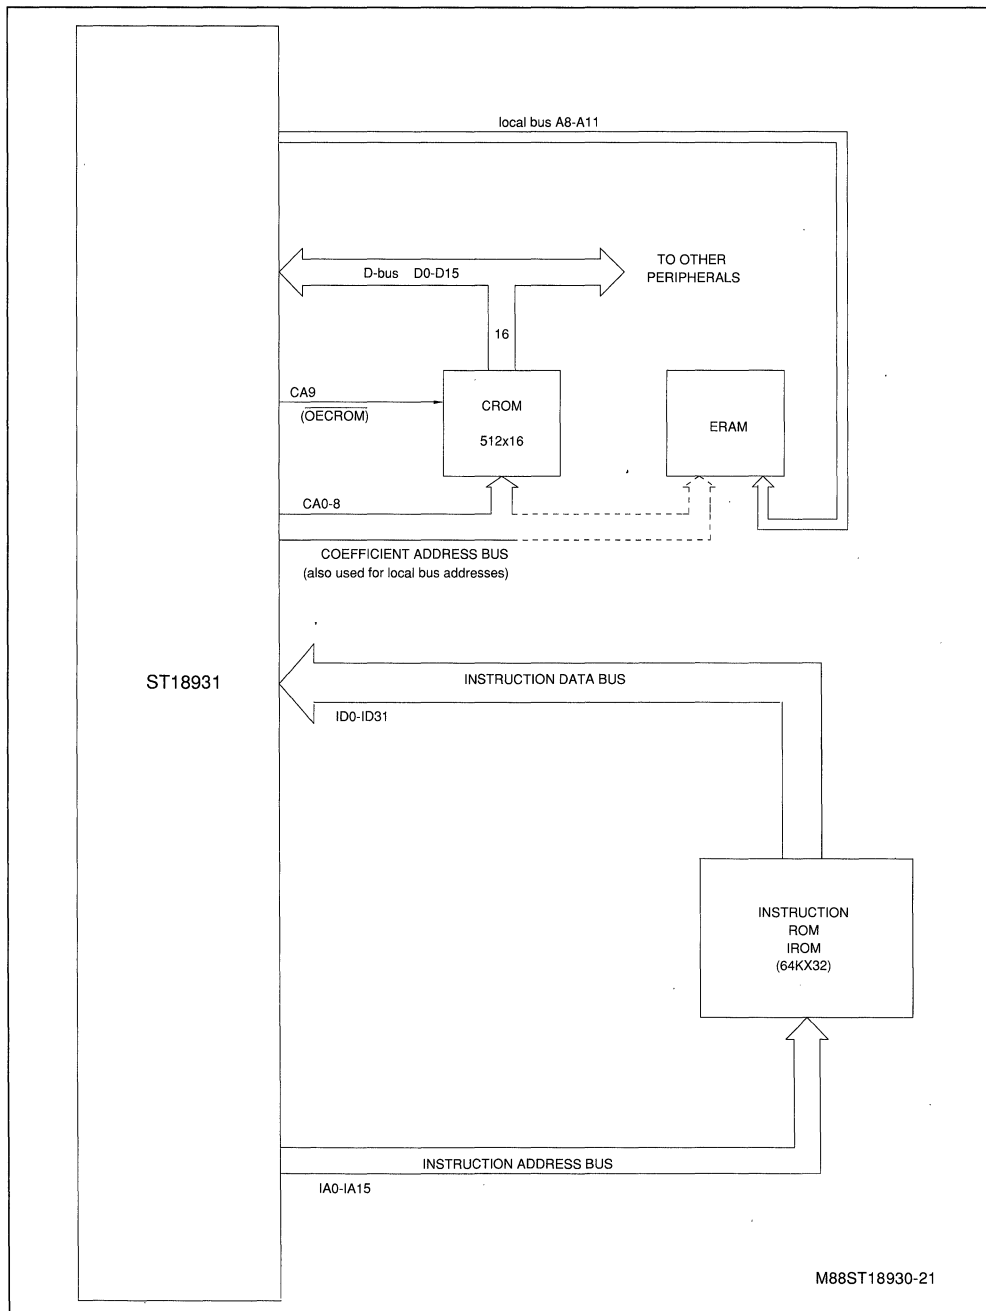 local bus A8-A11
D-bus D0-D15
TO OTHER
PERIPHERALS
16
CA9
(OECROM)
CROM
512x16
ERAM
CA0-8
COEFFICIENT ADDRESS BUS
(also used for local bus addresses)
ST18931
INSTRUCTION DATA BUS
ID0-ID31
INSTRUCTION
ROM
IROM
(64KX32)
INSTRUCTION ADDRESS BUS
IA0-IA15
M88ST18930-21